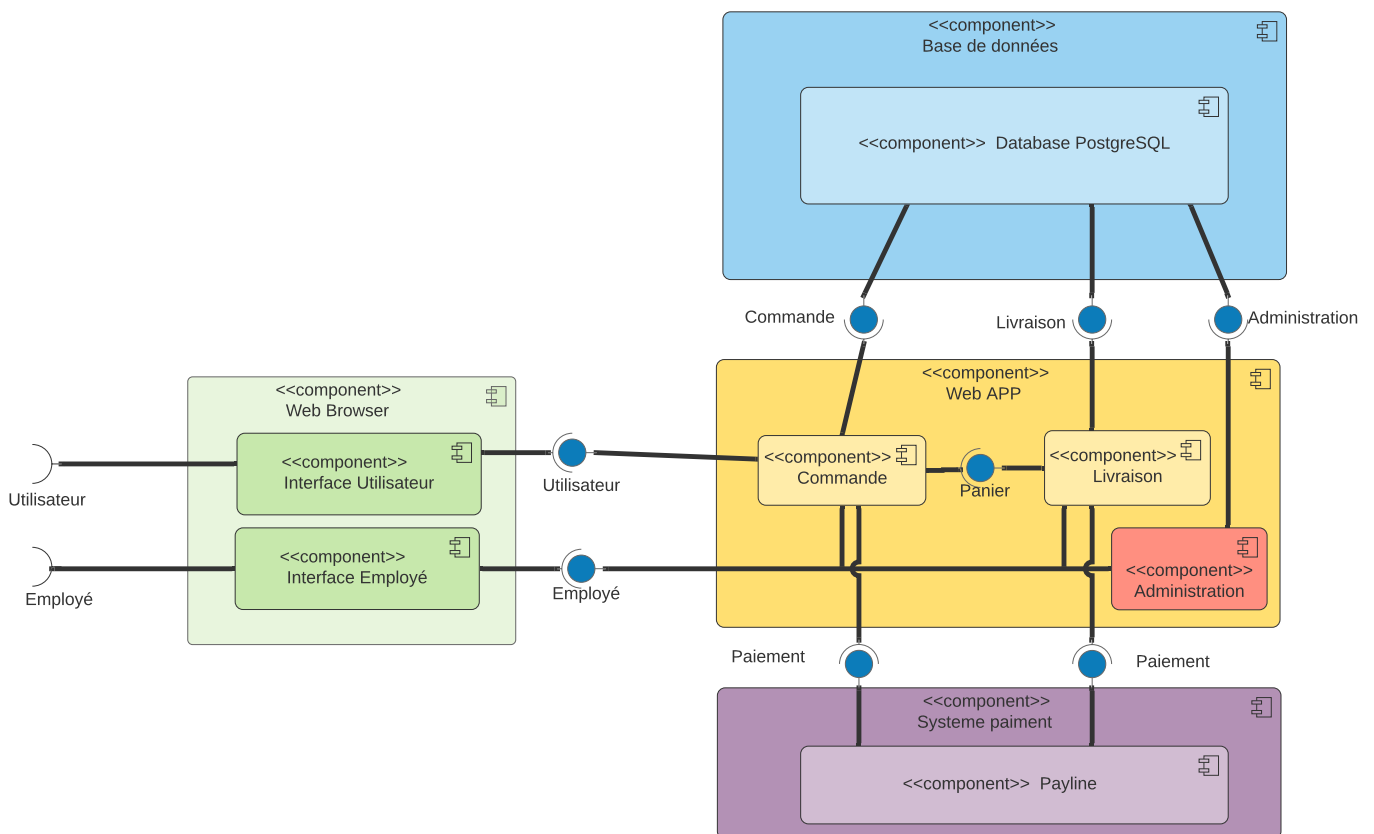 <<component>>
Base de données
<<component>>  Database PostgreSQL
Commande
Livraison
Administration
<<component>>
Web APP
<<component>>
Web Browser
<<component>>
Interface Utilisateur
Utilisateur
Utilisateur
<<component>>
Commande
Panier
<<component>>
Livraison
<<component>>
Interface Employé
Employé
Employé
<<component>>
Administration
Paiement
Paiement
<<component>>
Systeme paiment
<<component>>  Payline